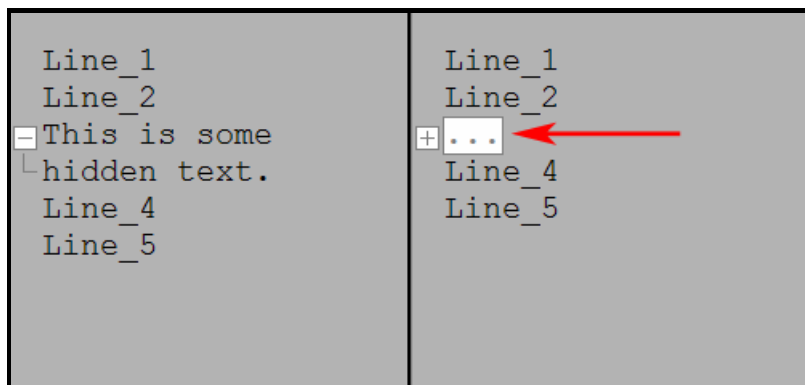 Line_1
Line_2
This is some
hidden text.
Line_4
Line_5
Line_1
Line_2
...
Line_4
Line_5